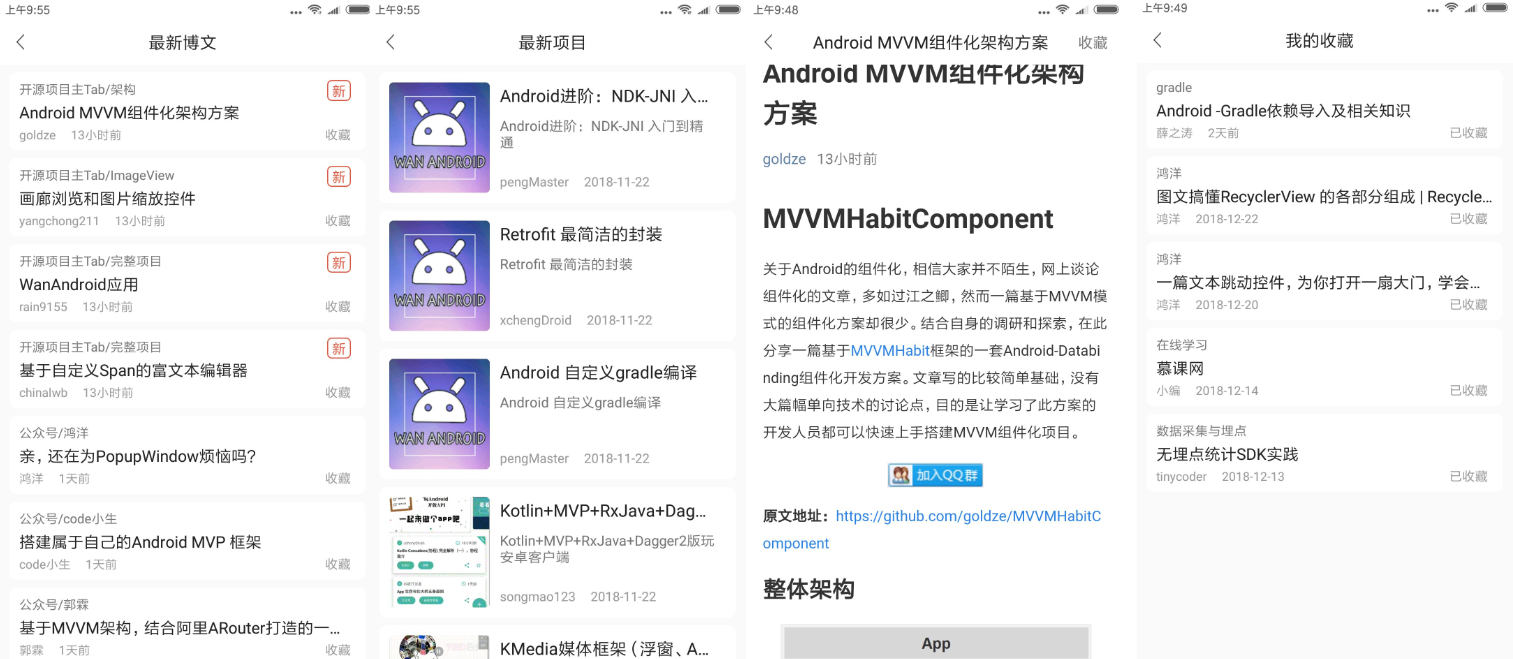 上午9:55
最新博文
开源项目主Tab/架构
新
Android MVVM组件化架构方案
goldze 13小时前
收藏
开源项目主Tab/ImageView
新
画廊浏览和图片缩放控件
yangchong211 13小时前
收藏
开源项目主Tab/完整项目
新
WanAndroid应用
rain9155 13小时前
收藏
开源项目主Tab/完整项目
新
基于自定义Span的富文本编辑器
chinalwb 13小时前
收藏
公众号/鸿洋
亲，还在为PopupWindow烦恼吗?
鸿洋 1天前
收藏
公众号/code小生
搭建属于自己的Android MVP 框架
code小生 1天前
收藏
公众号/郭霖
基于MVVM架构，结合阿里ARouter打造的一...
郭霖 1天前
收藏
上午9:55
最新项目
WAN ANDROID
Android进阶：NDK-JNI 入...
Android进阶：NDK-JNI 入门到精
通
pengMaster 2018-11-22
WAN ANDROID
Retrofit 最简洁的封装
Retrofit 最简洁的封装
xchengDroid 2018-11-22
WAN ANDROID
Android 自定义gradle编译
Android 自定义gradle编译
pengMaster 2018-11-22
一起来做个app吧
Kotlin+MVP+RxJava+Dag...
Kotlin+MVP+RxJava+Dagger2版玩
安卓客户端
songmao123 2018-11-22
KMedia媒体框架（浮窗、A...
上午9:48
Android MVVM组件化架构方案
收藏
Android MVVM组件化架构
方案
goldze 13小时前
MVVMHabitComponent
关于Android的组件化，相信大家并不陌生，网上谈论
组件化的文章，多如过江之鲫，然而一篇基于MVVM模
式的组件化方案却很少。结合自身的调研和探索，在此
分享一篇基于MVVMHabit框架的一套Android-Databi
nding组件化开发方案。文章写的比较简单基础，没有
大篇幅单向技术的讨论点，目的是让学习了此方案的
开发人员都可以快速上手搭建MVVM组件化项目。
加入QQ群
原文地址：https://github.com/goldze/MVVMHabitC
omponent
整体架构
App
上午9:49
我的收藏
gradle
Android -Gradle依赖导入及相关知识
薛之涛 2天前
已收藏
鸿洋
图文搞懂RecyclerView 的各部分组成 | Recycle...
鸿洋 2018-12-22
已收藏
鸿洋
一篇文本跳动控件，为你打开一扇大门，学会...
鸿洋 2018-12-20
已收藏
在线学习
慕课网
小编 2018-12-14
已收藏
数据采集与埋点
无埋点统计SDK实践
tinycoder 2018-12-13
已收藏